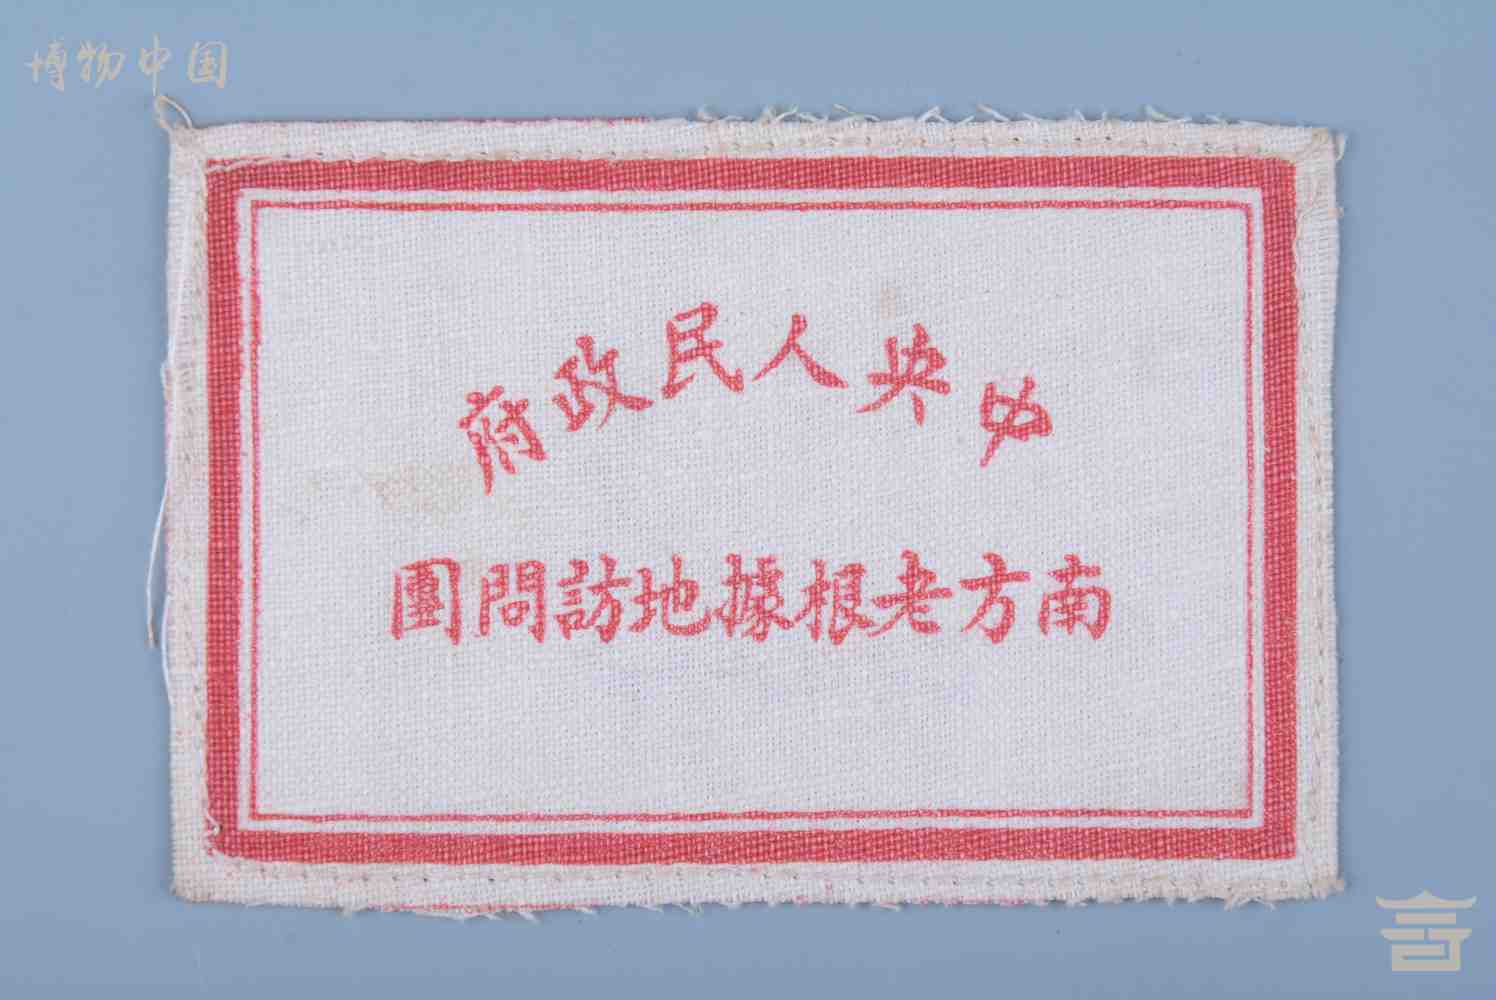 博物中国
中央人民政府
南方老根據地訪問團